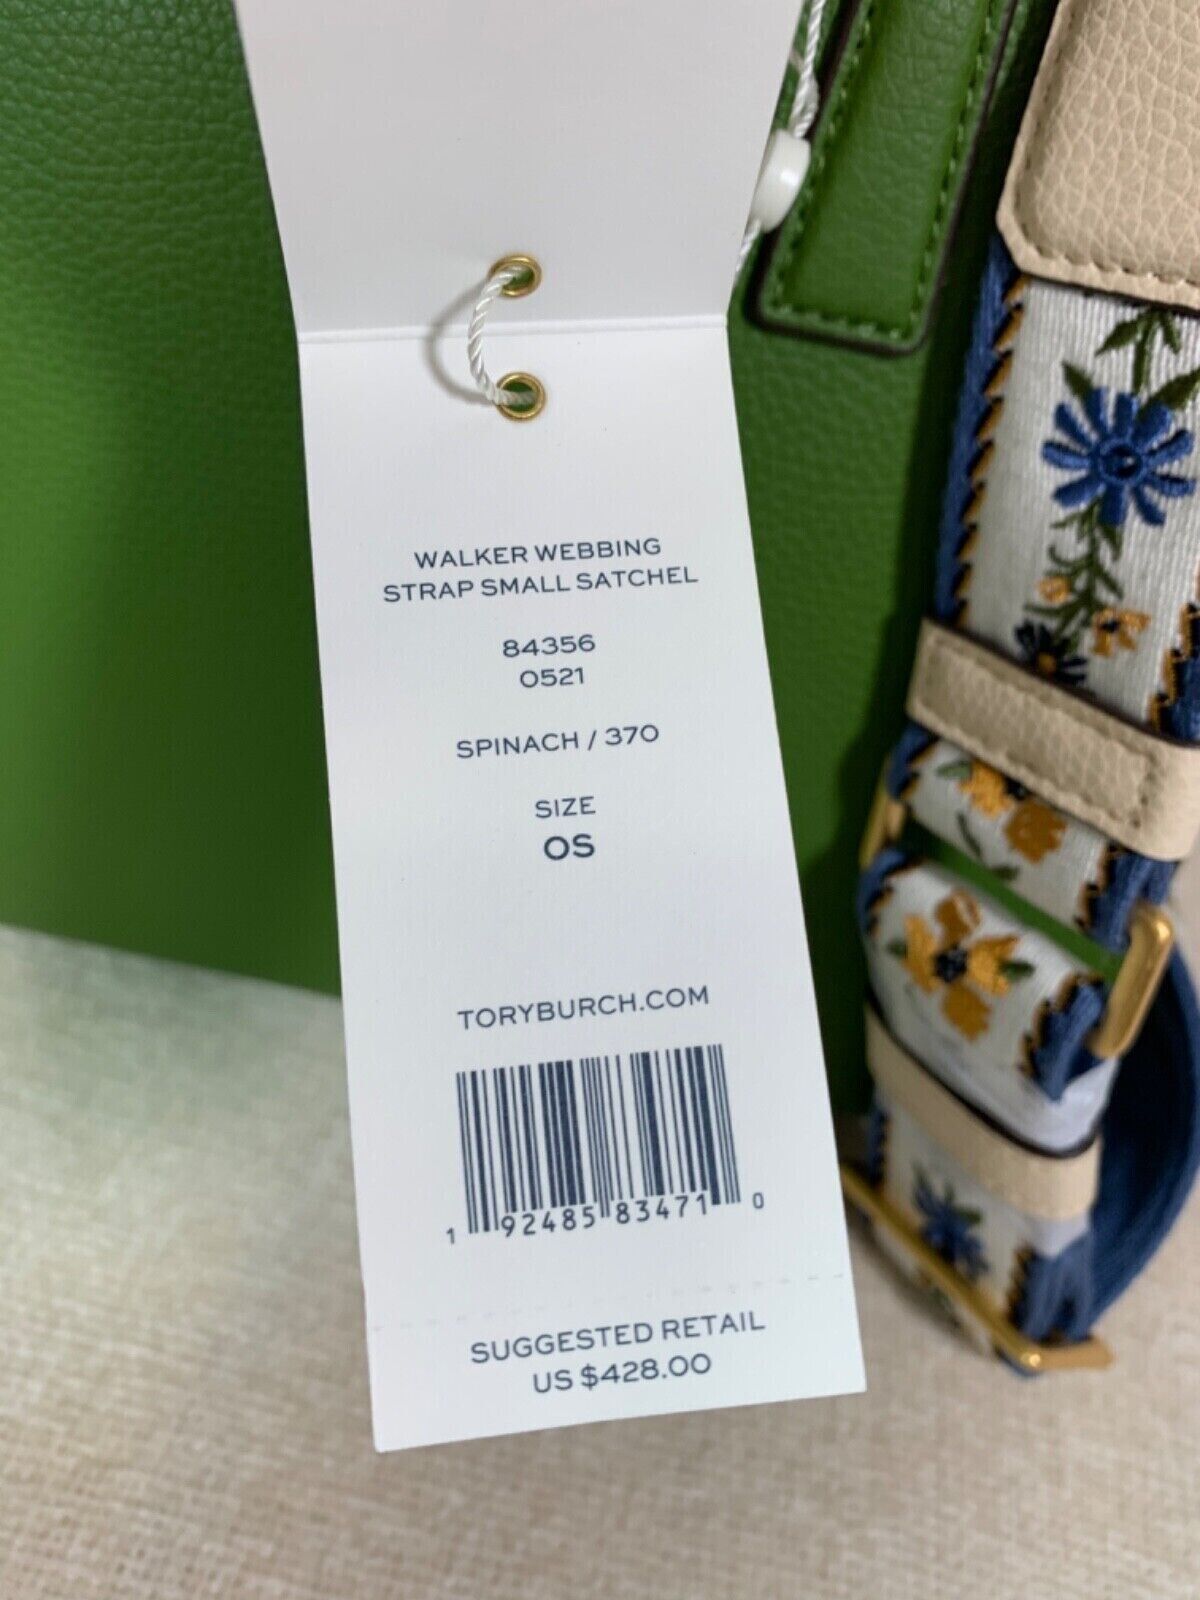 WALKER WEBBING
STRAP SMALL SATCHEL
84356
0521
SPINACH / 370
SIZE
OS
TORYBURCH.COM
1 92485 83471 0
SUGGESTED RETAIL
US $428.00